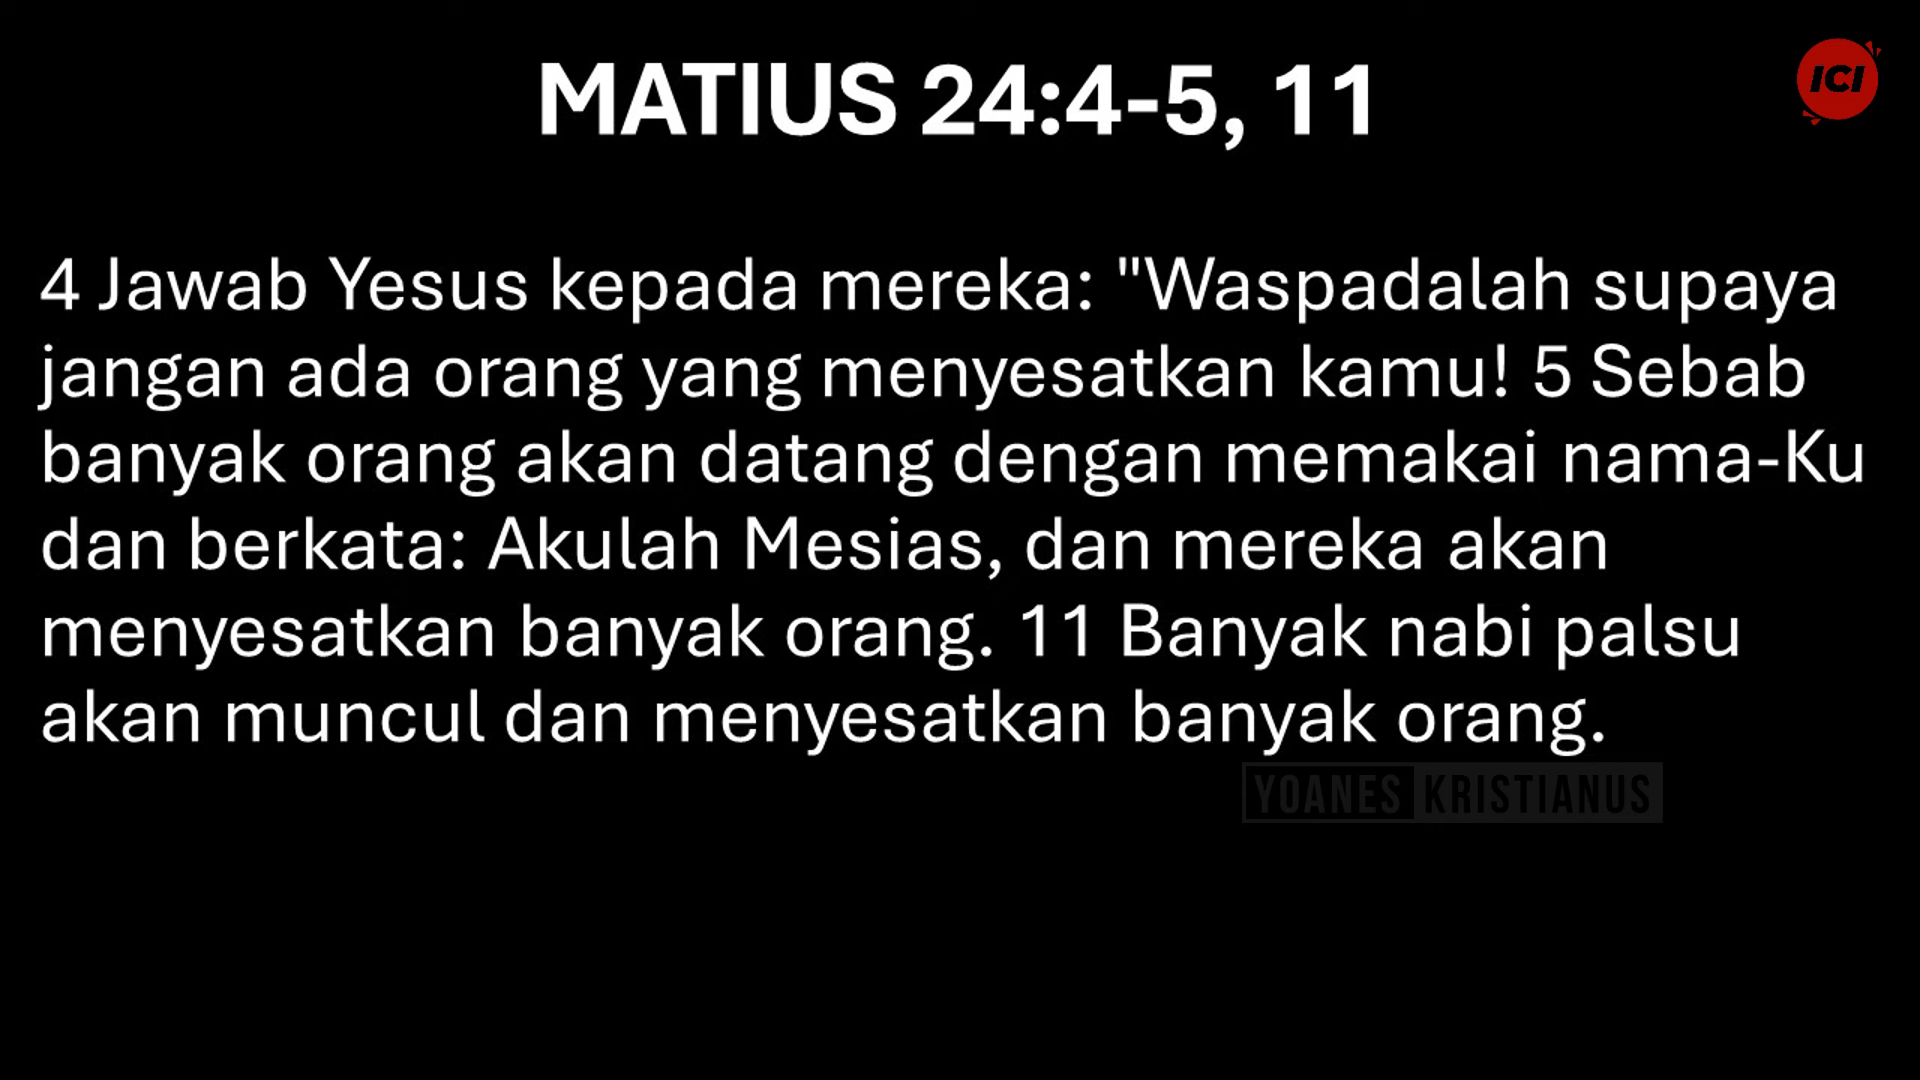 MATIUS 24:4-5, 11
ICI
4 Jawab Yesus kepada mereka: "Waspadalah supaya
jangan ada orang yang menyesatkan kamu! 5 Sebab
banyak orang akan datang dengan memakai nama-Ku
dan berkata: Akulah Mesias, dan mereka akan
menyesatkan banyak orang. 11 Banyak nabi palsu
akan muncul dan menyesatkan banyak orang.
YOANES KRISTIANUS